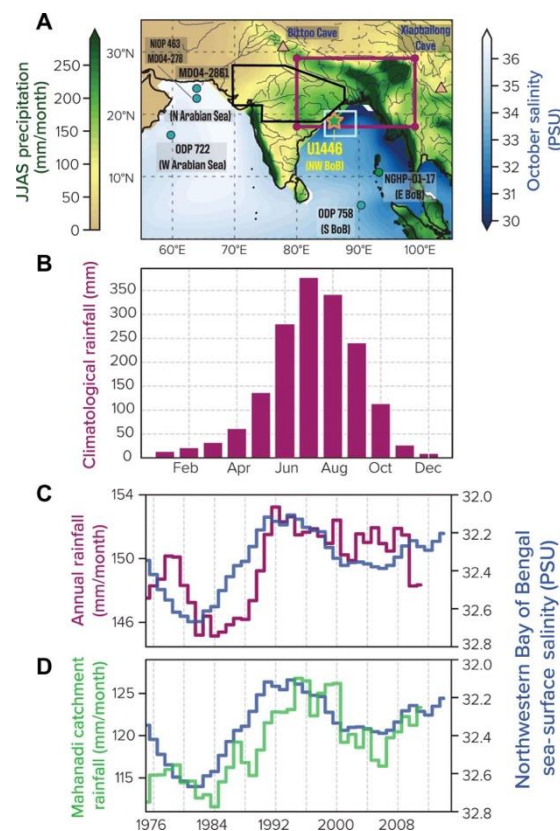 A
Bittoo Cave
Xiaobailong
Cave
NIOP 463
MD04-278
MD04-2861
(N Arabian Sea)
ODP 722
(W Arabian Sea)
U1446
(NW BoB)
NGHP-01-17
(E BoB)
ODP 758
(S BoB)
JJAS precipitation
(mm/month)
250
200
150
100
50
0
30°N
20°N
10°N
60°E
70°E
80°E
90°E
100°E
October salinity
(PSU)
36
35
34
33
32
31
30
B
Climatological rainfall (mm)
350
300
250
200
150
100
50
0
Feb
Apr
Jun
Aug
Oct
Dec
C
Annual rainfall
(mm/month)
154
150
146
32.0
32.2
32.4
32.6
32.8
Northwestern Bay of Bengal
sea-surface salinity (PSU)
D
Mahanadi catchment
rainfall (mm/month)
125
120
115
32.0
32.2
32.4
32.6
32.8
1976
1984
1992
2000
2008